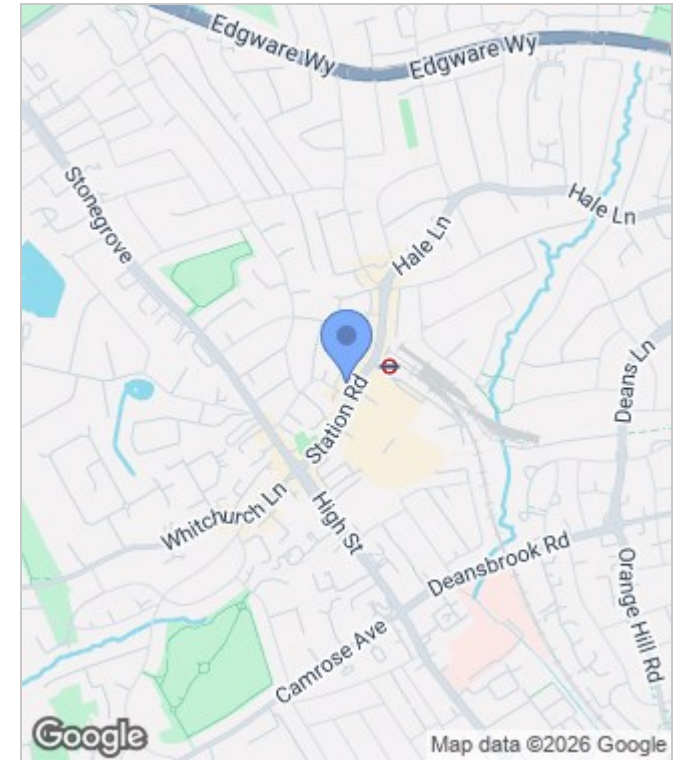 Edgware Wy
Edgware Wy
Stonegrove
Hale Ln
Hale Ln
Deans Ln
Station Rd
Whitchurch Ln
High St
Deansbrook Rd
Orange Hill Rd
Camrose Ave
Google
Map data ©2026 Google